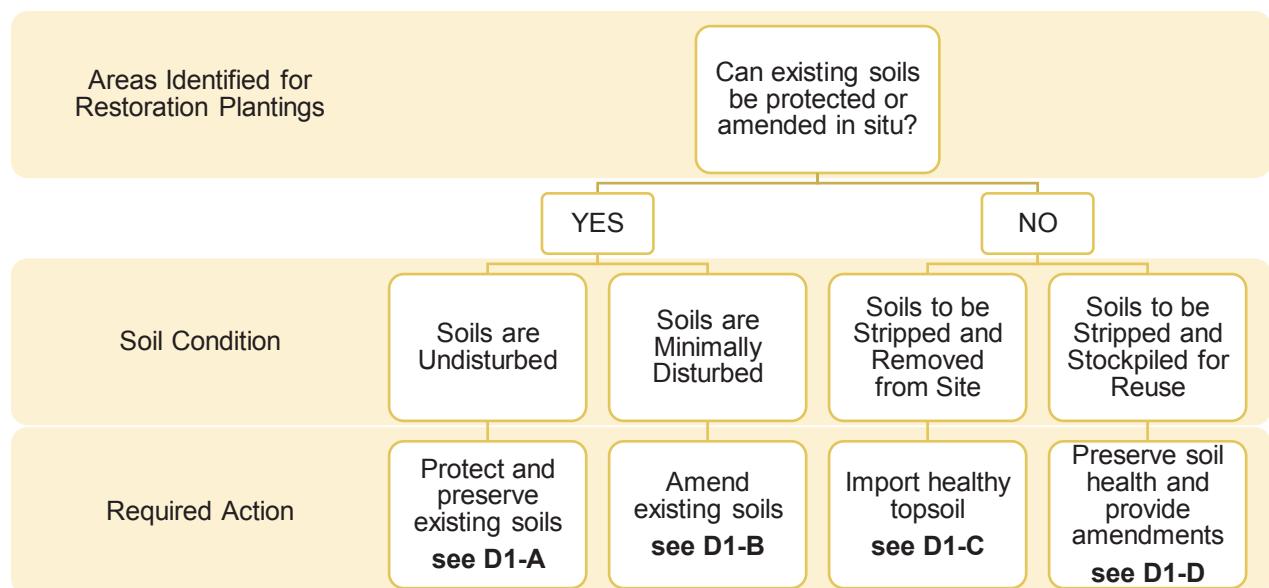 Areas Identified for
Restoration Plantings
Can existing soils
be protected or
amended in situ?
YES
NO
Soil Condition
Soils are
Undisturbed
Soils are
Minimally
Disturbed
Soils to be
Stripped and
Removed
from Site
Soils to be
Stripped and
Stockpiled for
Reuse
Required Action
Protect and
preserve
existing soils
see D1-A
Amend
existing soils
see D1-B
Import healthy
topsoil
see D1-C
Preserve soil
health and
provide
amendments
see D1-D